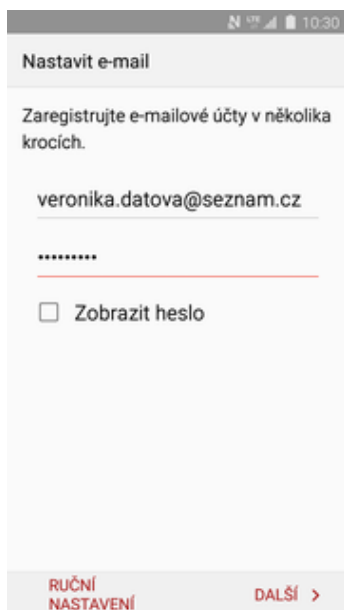 10:30
Nastavit e-mail
Zaregistrujte e-mailové účty v několika
krocích.
veronika.datova@seznam.cz
•••••••••
Zobrazit heslo
RUČNÍ
NASTAVENÍ
DALŠÍ >